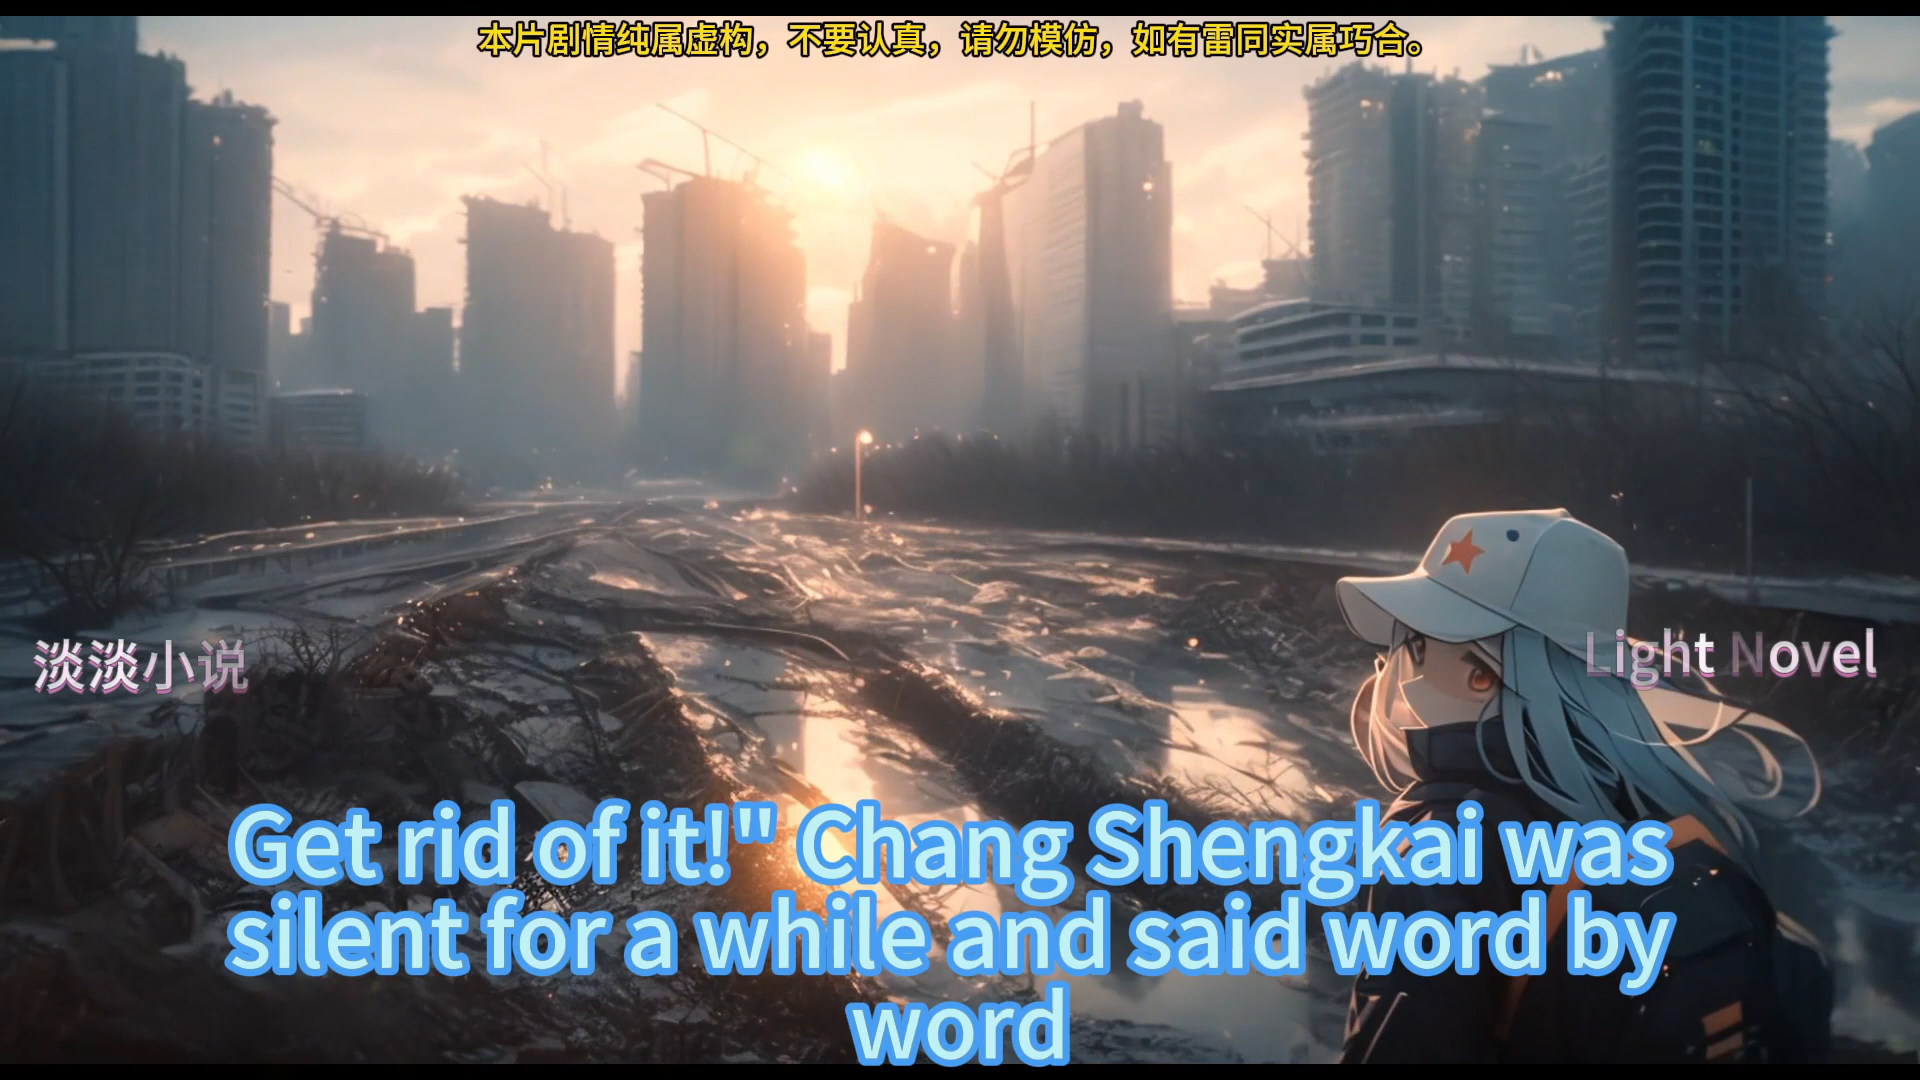 本片剧情纯属虚构，不要认真，请勿模仿，如有雷同实属巧合。
淡淡小说
Light Novel
Get rid of it!" Chang Shengkai was
silent for a while and said word by
word